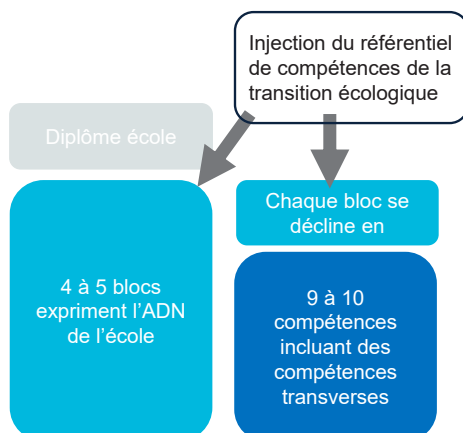 Injection du référentiel
de compétences de la
transition écologique
Diplôme école
Chaque bloc se
décline en
4 à 5 blocs
expriment l’ADN
de l’école
9 à 10
compétences
incluant des
compétences
transverses